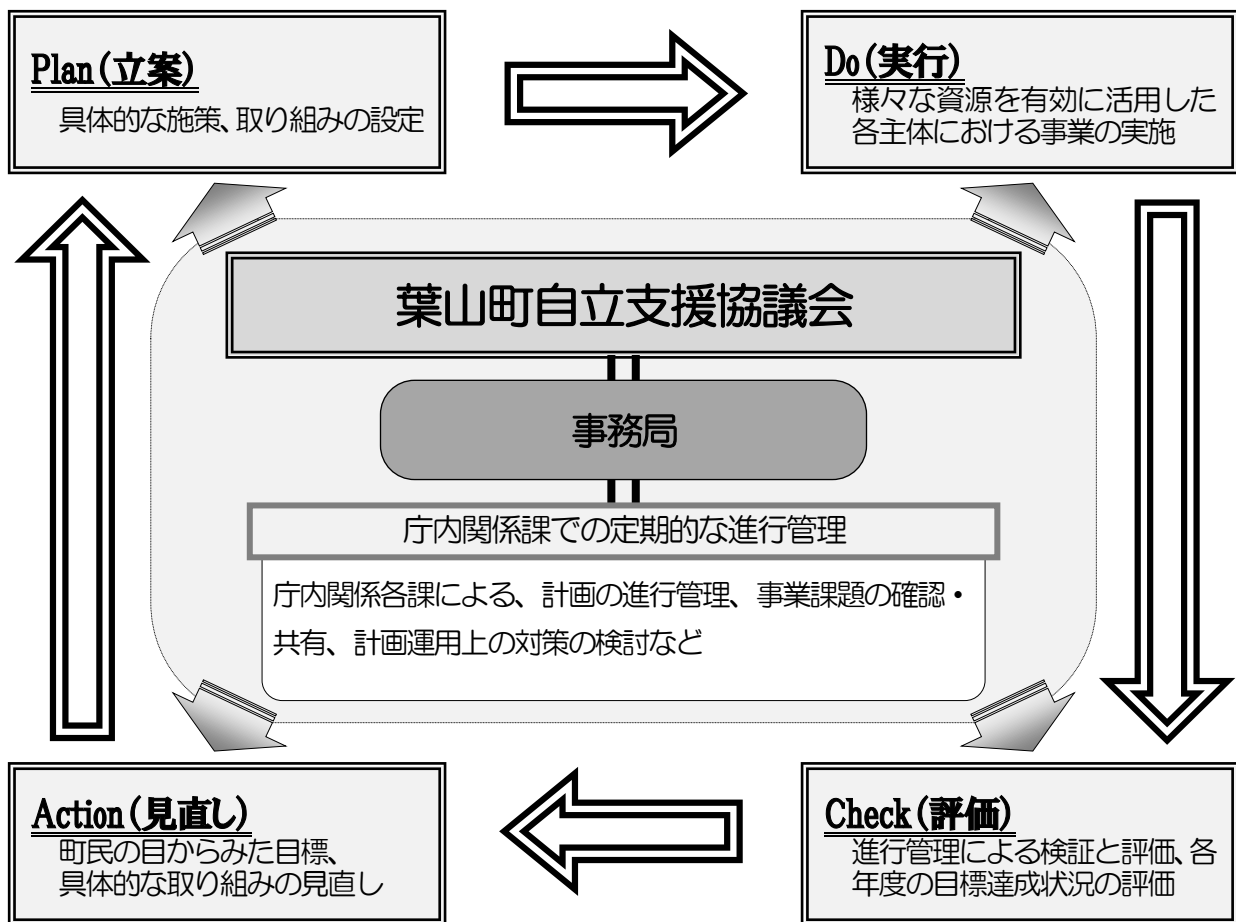 Plan(立案)
具体的な施策、取り組みの設定
Do(実行)
様々な資源を有効に活用した
各主体における事業の実施
葉山町自立支援協議会
事務局
庁内関係課での定期的な進行管理
庁内関係各課による、計画の進行管理、事業課題の確認・
共有、計画運用上の対策の検討など
Action(見直し)
町民の目からみた目標、
具体的な取り組みの見直し
Check(評価)
進行管理による検証と評価、各
年度の目標達成状況の評価